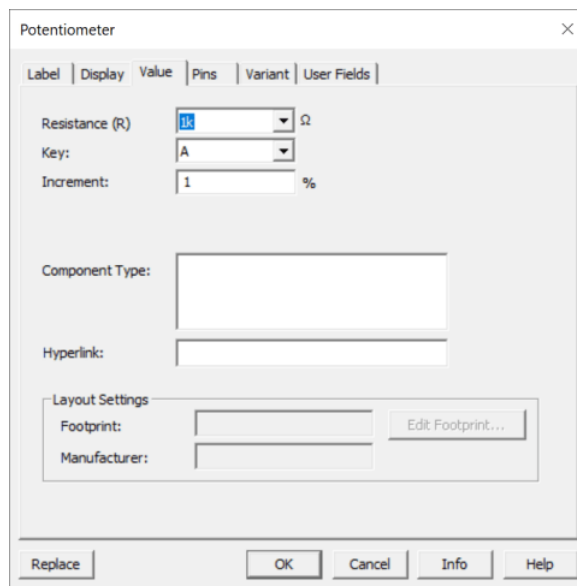 Potentiometer
Label Display Value Pins Variant User Fields
Resistance (R) 1k Ω
Key: A
Increment: 1 %
Component Type:
Hyperlink:
Layout Settings
Footprint: Edit Footprint...
Manufacturer:
Replace OK Cancel Info Help